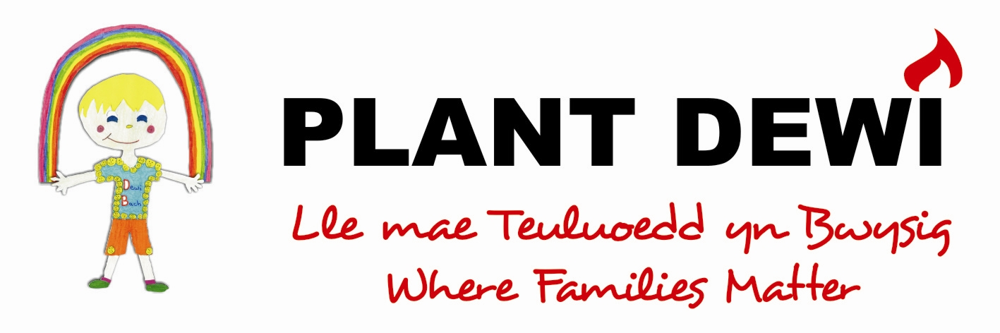 PLANT DEWI
Lle mae Teuluoedd yn Bwysig
Where Families Matter
Dewi
Bach